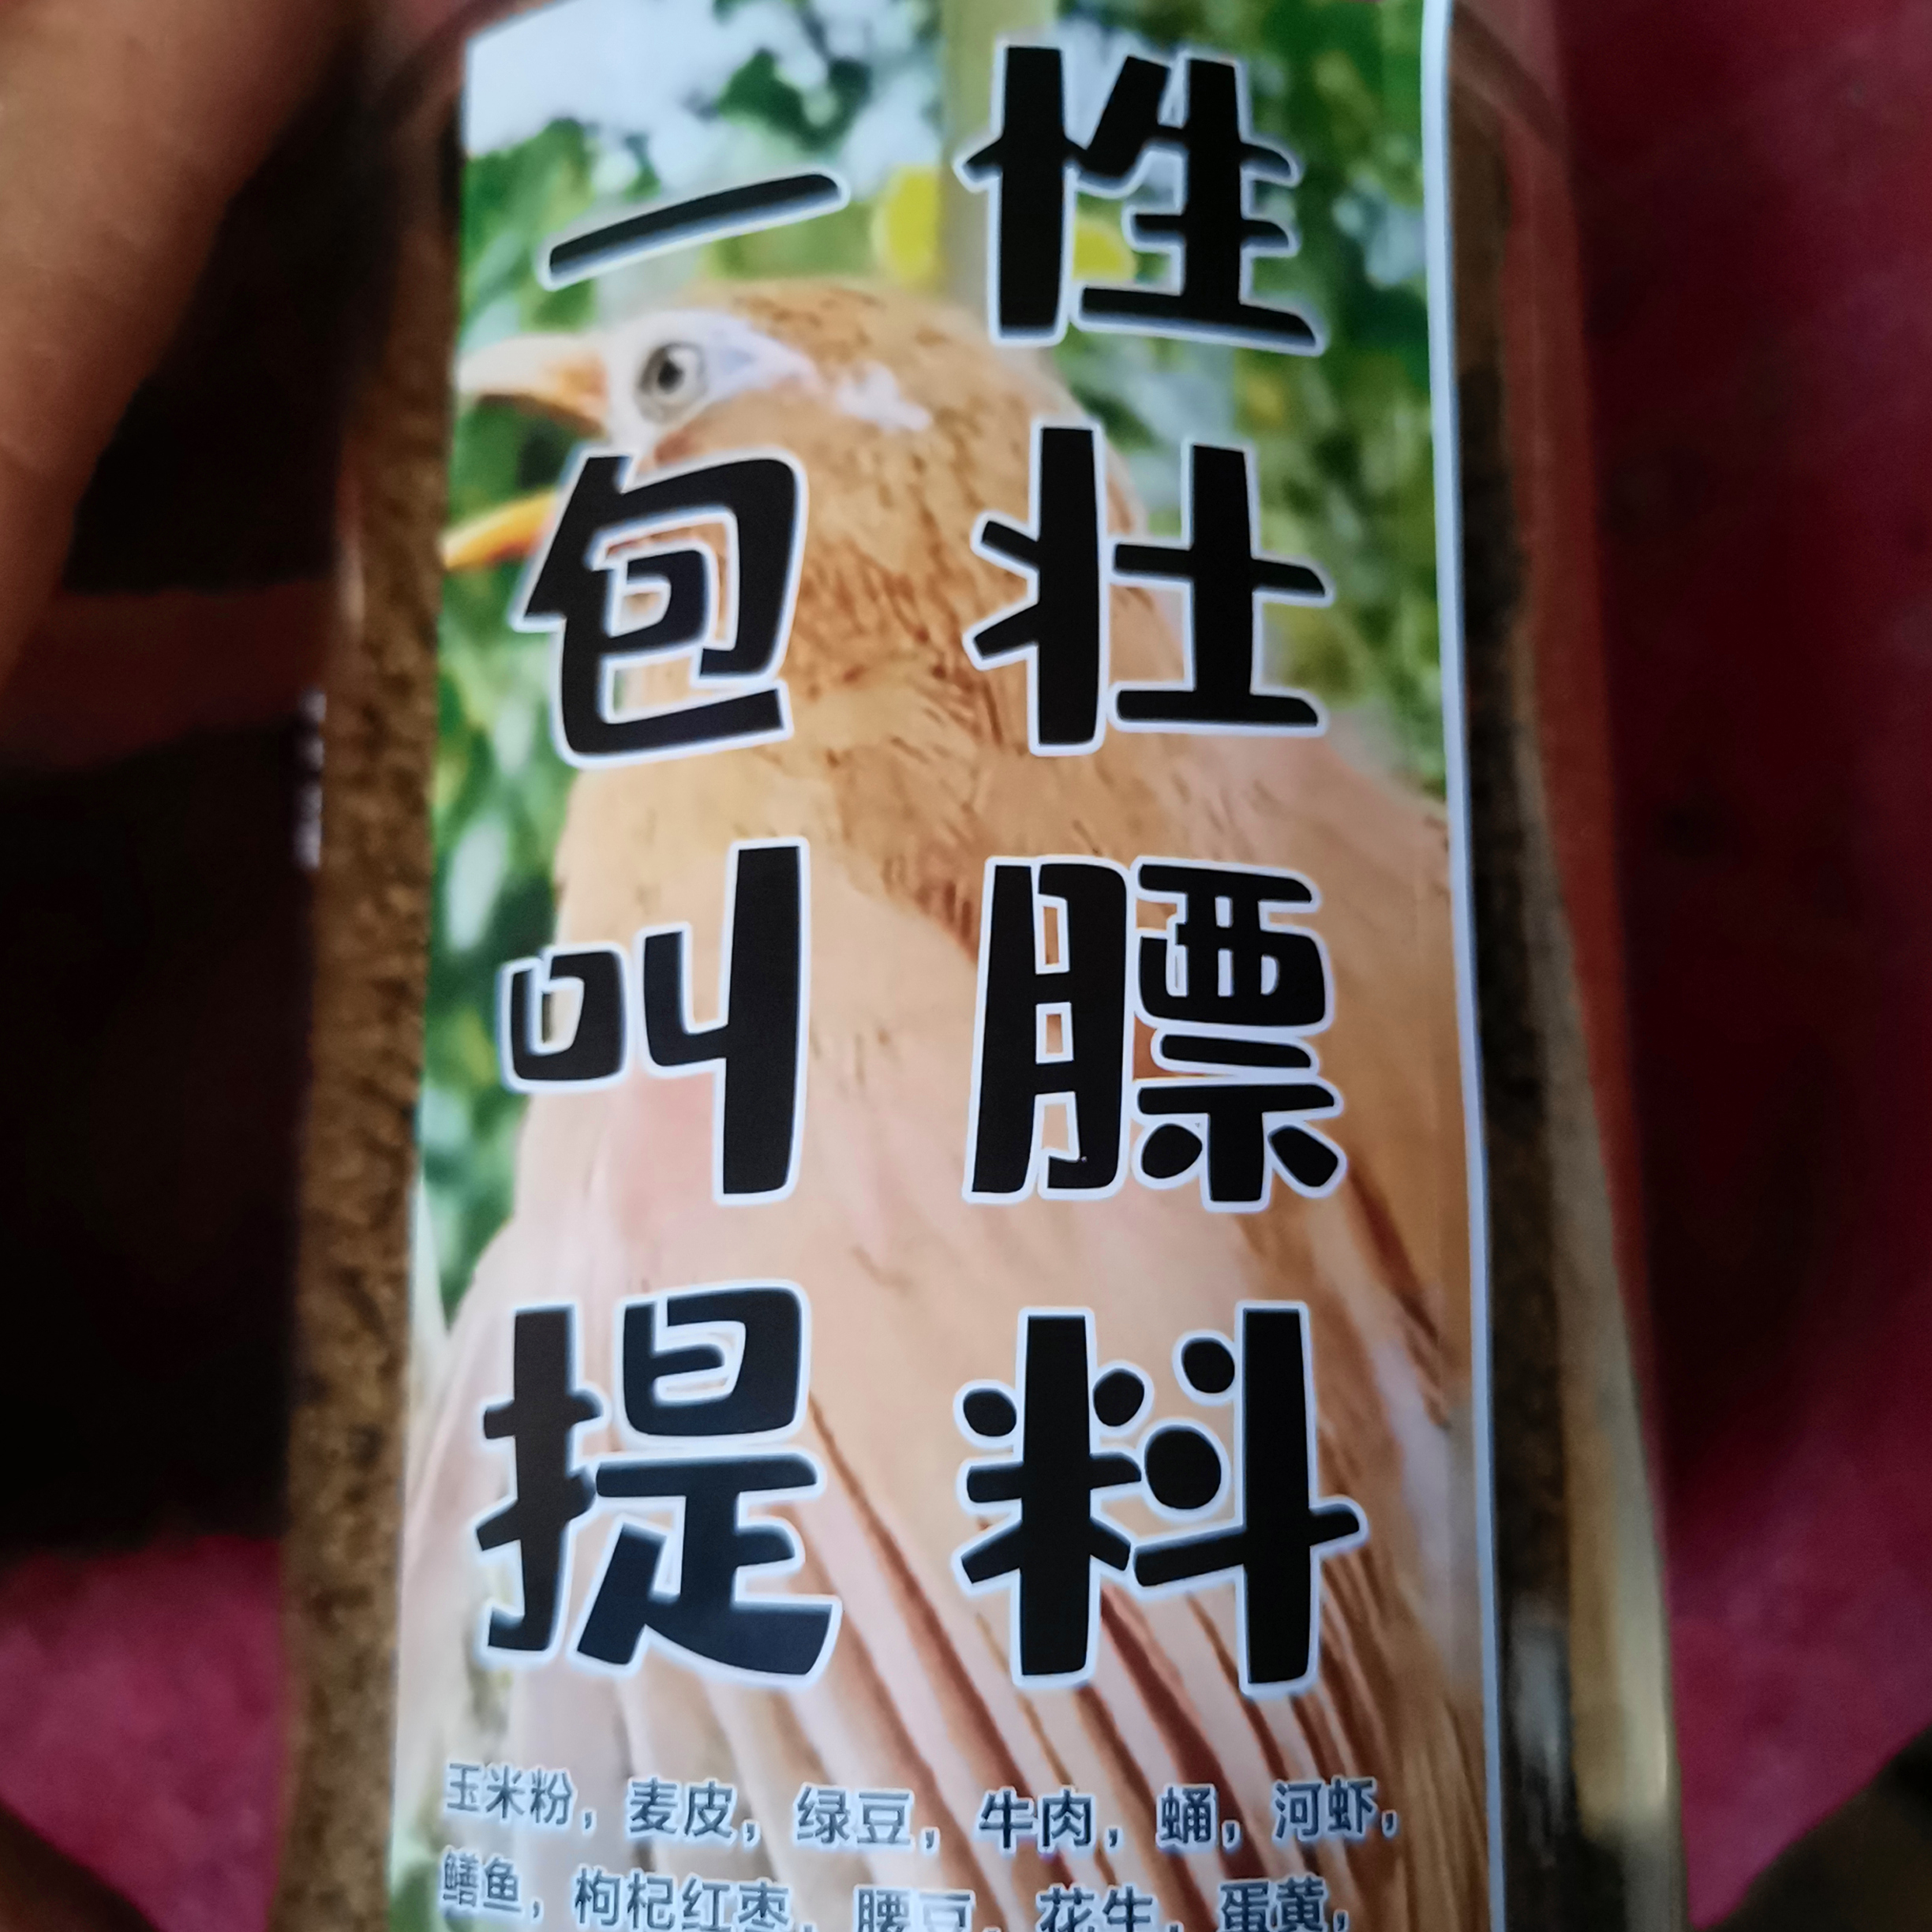 一包叫提
性壮膘料
玉米粉，麦皮，绿豆，牛肉，蛹，河虾，
鳝鱼，枸杞红枣，腰豆，花生，蛋黄，